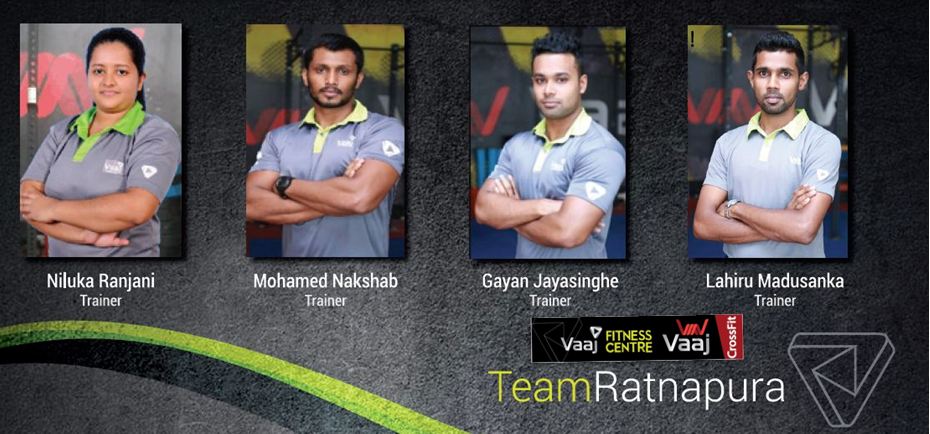 Niluka Ranjani
Trainer
Mohamed Nakshab
Trainer
Gayan Jayasinghe
Trainer
Lahiru Madusanka
Trainer
Vaaj FITNESS CENTRE Vaaj CrossFit
TeamRatnapura